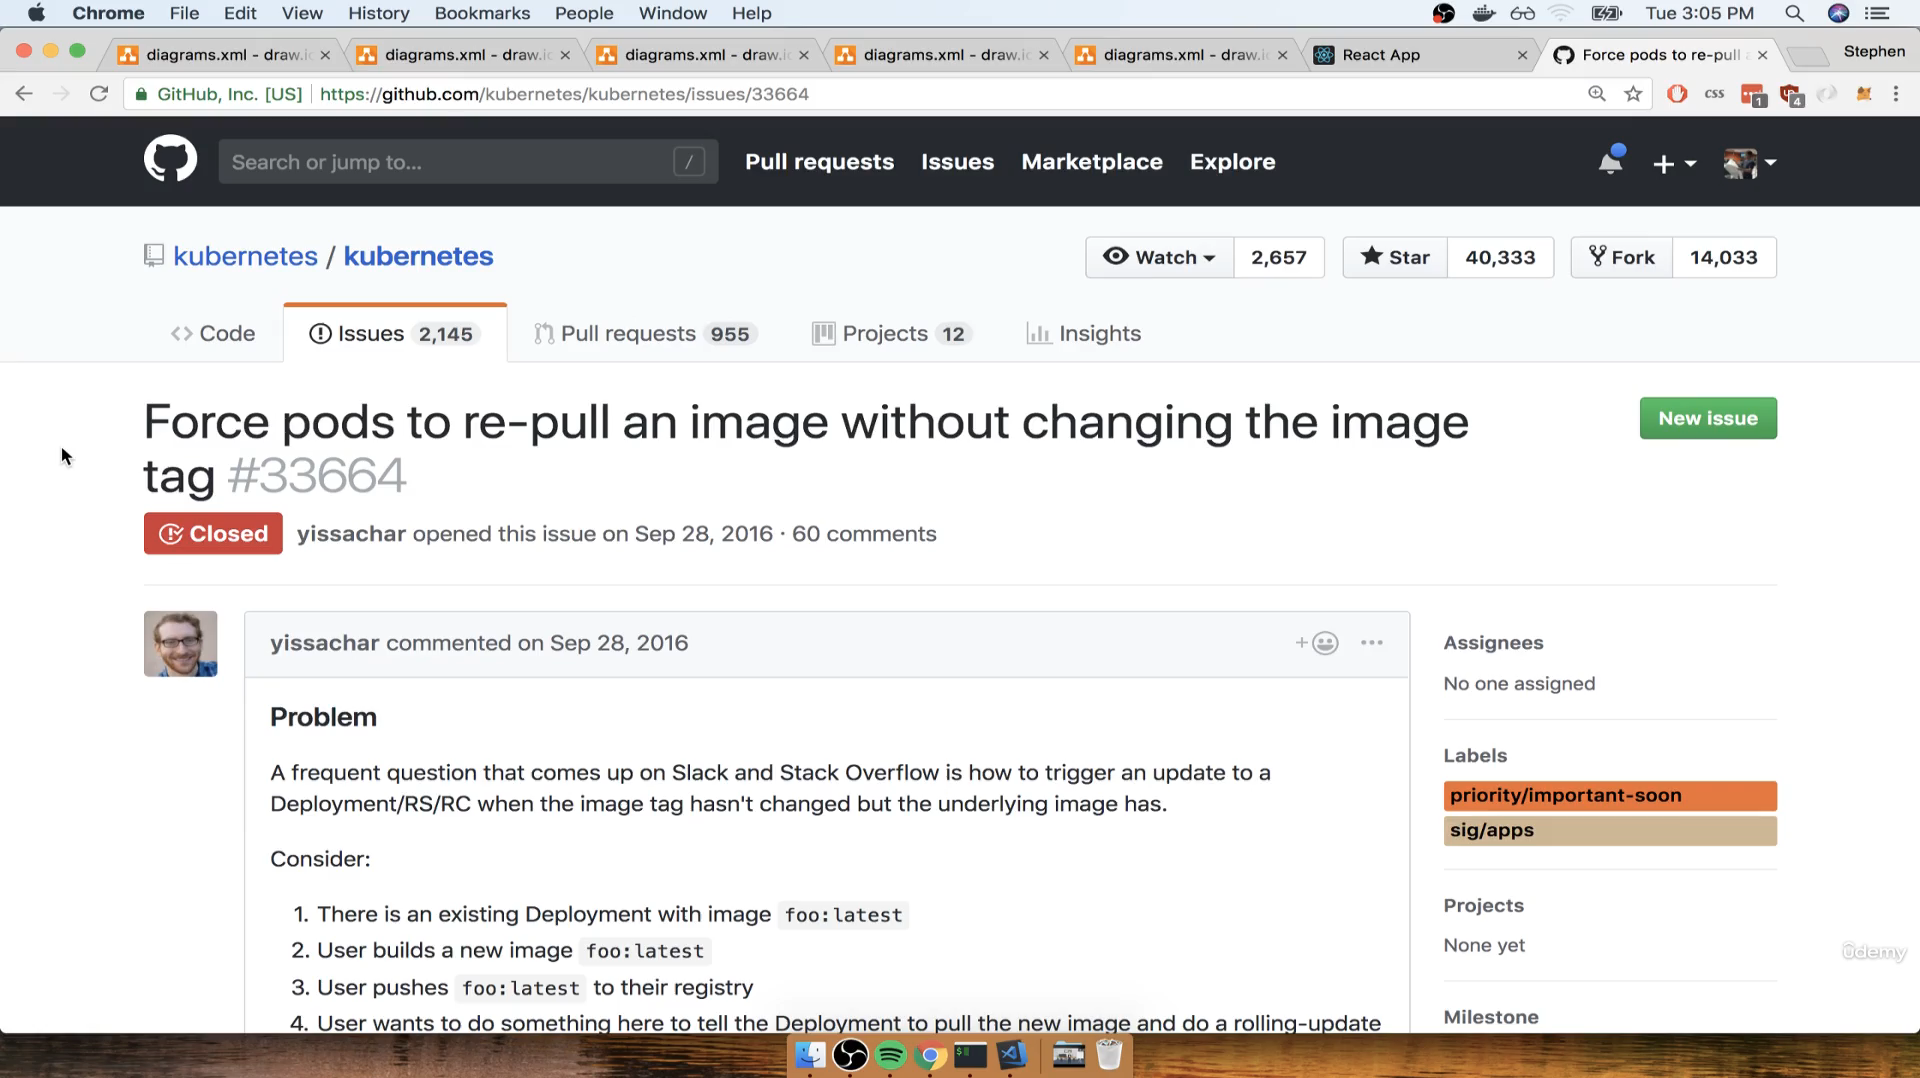 Chrome File Edit View History Bookmarks People Window Help Tue 3:05 PM
diagrams.xml - draw.i diagrams.xml - draw.i diagrams.xml - draw.i diagrams.xml - draw.i diagrams.xml - draw.i React App Force pods to re-pull Stephen
GitHub, Inc. [US] https://github.com/kubernetes/kubernetes/issues/33664 css 1 4
Search or jump to... / Pull requests Issues Marketplace Explore
kubernetes / kubernetes Watch 2,657 Star 40,333 Fork 14,033
Code Issues 2,145 Pull requests 955 Projects 12 Insights
Force pods to re-pull an image without changing the image
tag #33664
New issue
Closed yissachar opened this issue on Sep 28, 2016 · 60 comments
yissachar commented on Sep 28, 2016
Problem
A frequent question that comes up on Slack and Stack Overflow is how to trigger an update to a
Deployment/RS/RC when the image tag hasn't changed but the underlying image has.
Consider:
1. There is an existing Deployment with image foo:latest
2. User builds a new image foo:latest
3. User pushes foo:latest to their registry
4. User wants to do something here to tell the Deployment to pull the new image and do a rolling-update
Assignees
No one assigned
Labels
priority/important-soon
sig/apps
Projects
None yet
Milestone
ûdemy